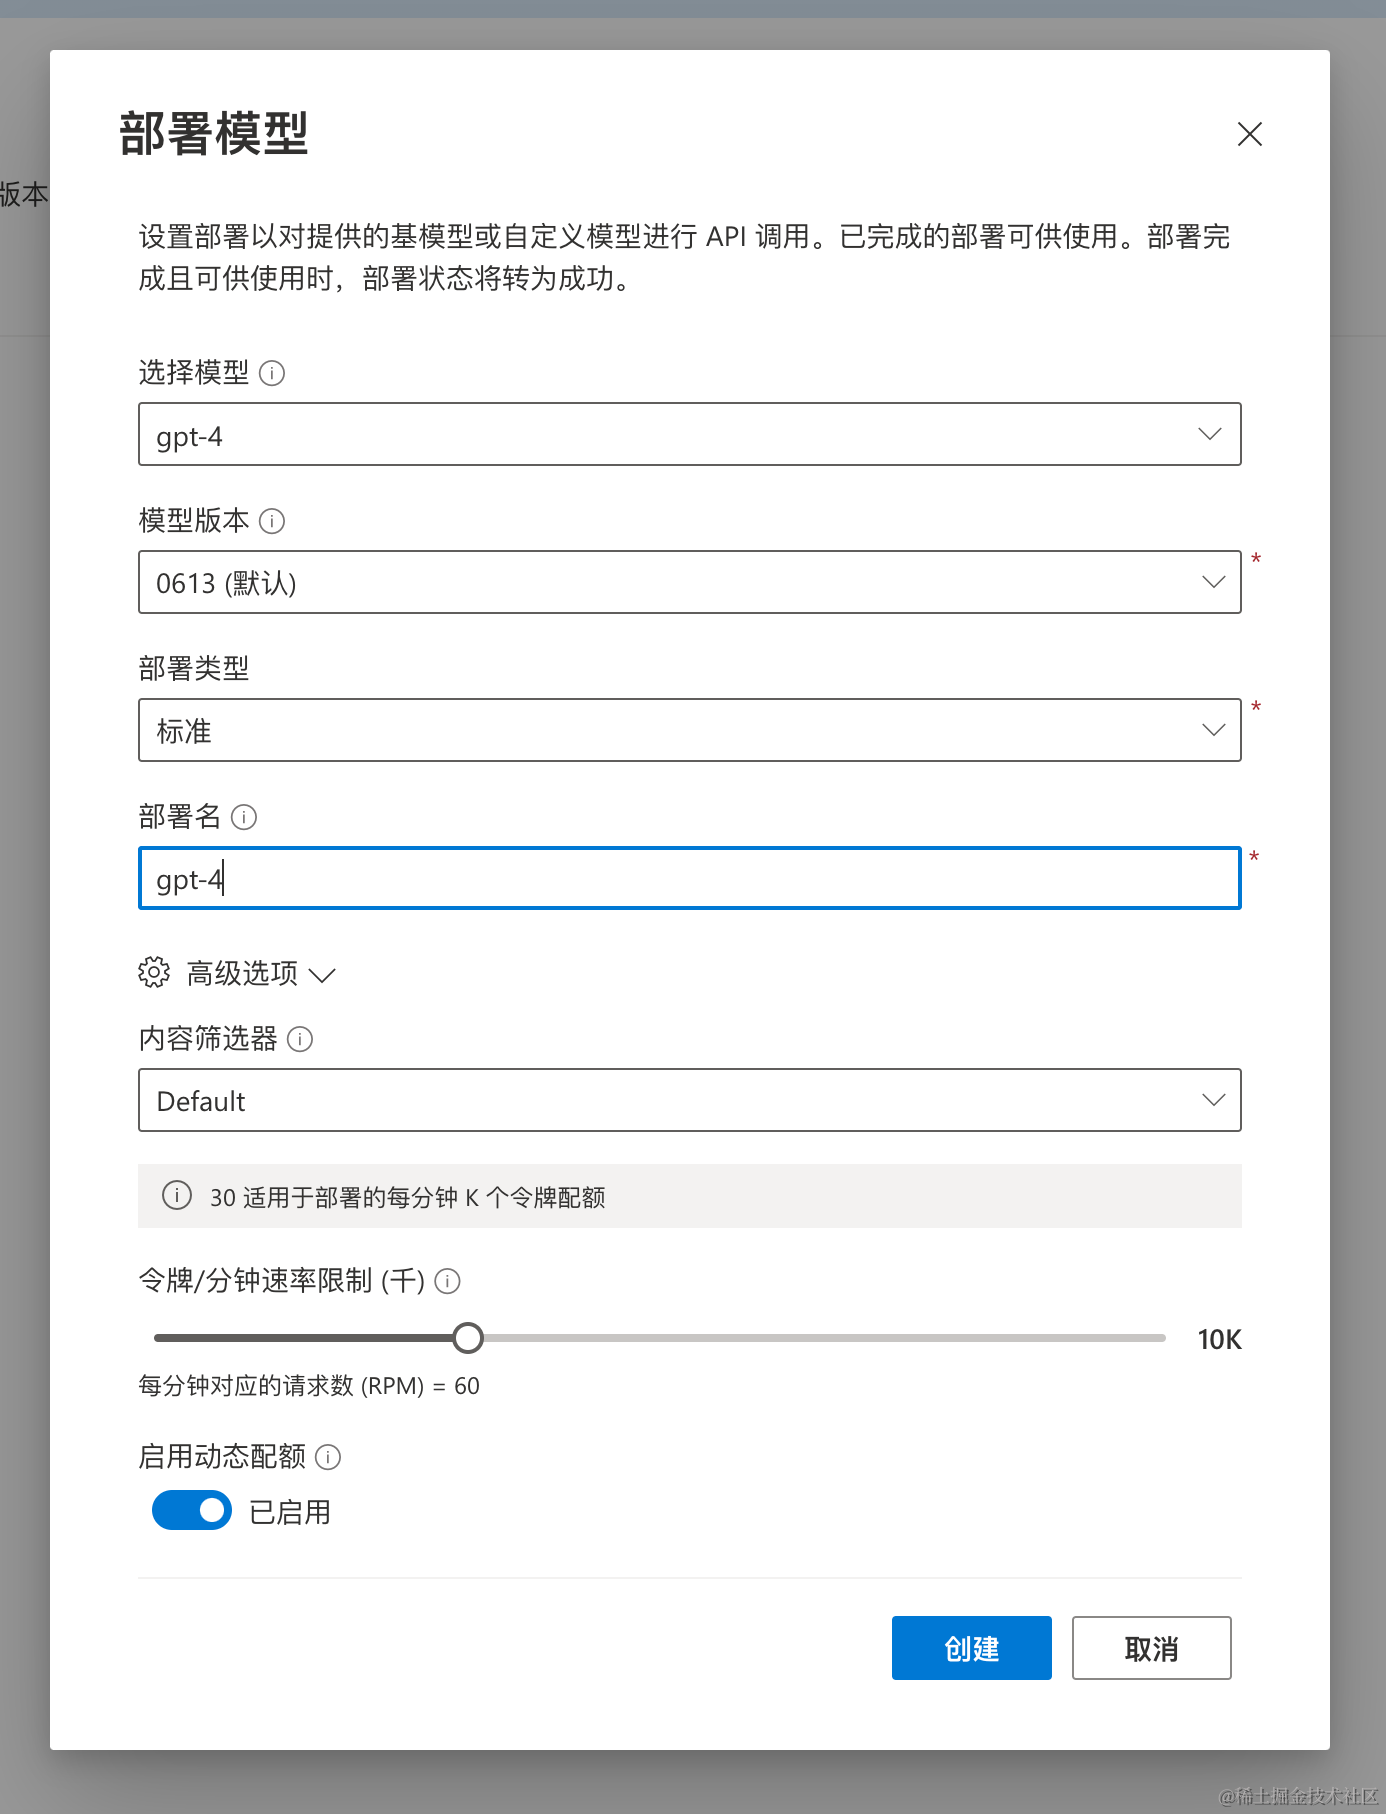 部署模型
版本
设置部署以对提供的基模型或自定义模型进行 API 调用。已完成的部署可供使用。部署完
成且可供使用时，部署状态将转为成功。
选择模型
gpt-4
模型版本
0613 (默认)
*
部署类型
标准
*
部署名
gpt-4
*
高级选项
内容筛选器
Default
30 适用于部署的每分钟 K 个令牌配额
令牌/分钟速率限制 (千)
10K
每分钟对应的请求数 (RPM) = 60
启用动态配额
已启用
创建
取消
@稀土掘金技术社区